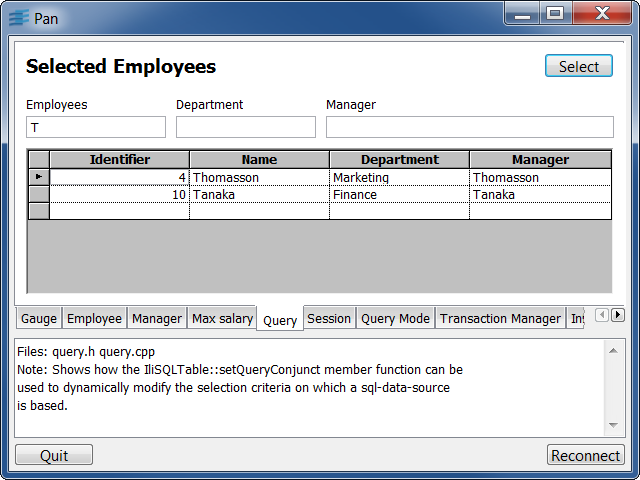 Pan
Selected Employees
Select
Employees Department Manager
T
Identifier Name Department Manager
4 Thomasson Marketing Thomasson
10 Tanaka Finance Tanaka
Gauge Employee Manager Max salary Query Session Query Mode Transaction Manager
Files: query.h query.cpp
Note: Shows how the IliSQLTable::setQueryConjunct member function can be
used to dynamically modify the selection criteria on which a sql-data-source
is based.
Quit Reconnect